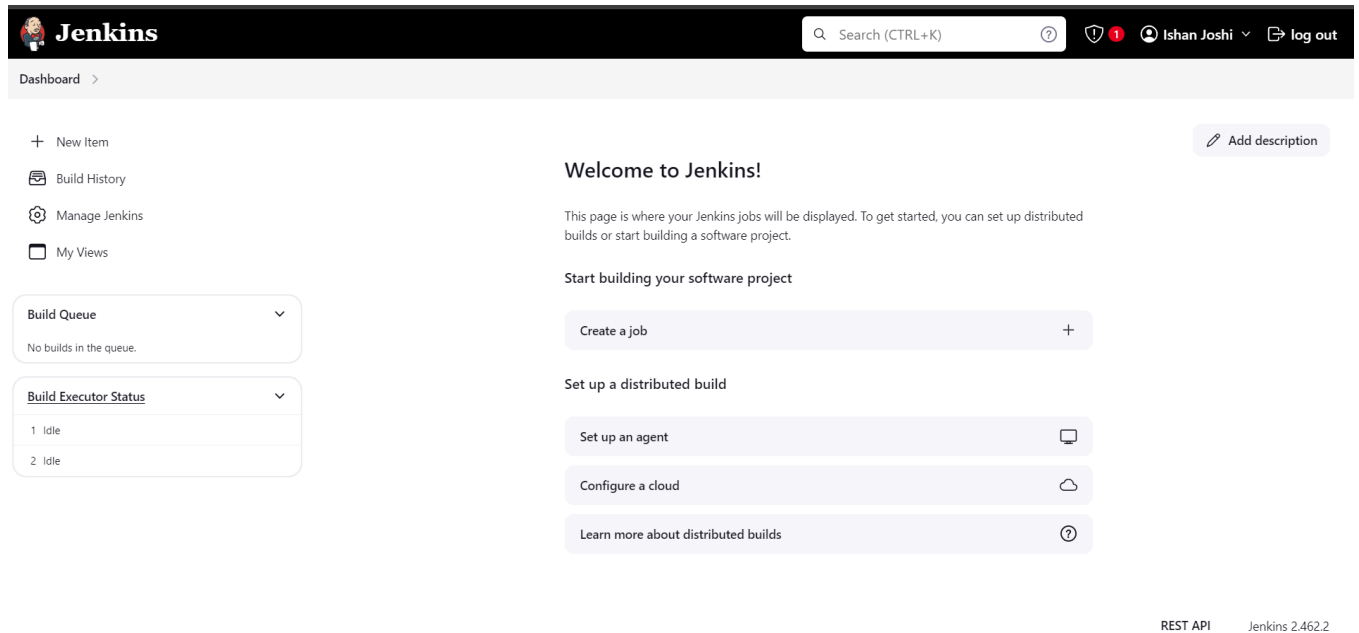 Jenkins
Search (CTRL+K)
1
Ishan Joshi
log out
Dashboard
New Item
Build History
Manage Jenkins
My Views
Build Queue
No builds in the queue.
Build Executor Status
1 Idle
2 Idle
Add description
Welcome to Jenkins!
This page is where your Jenkins jobs will be displayed. To get started, you can set up distributed
builds or start building a software project.
Start building your software project
Create a job
Set up a distributed build
Set up an agent
Configure a cloud
Learn more about distributed builds
REST API
Jenkins 2.462.2